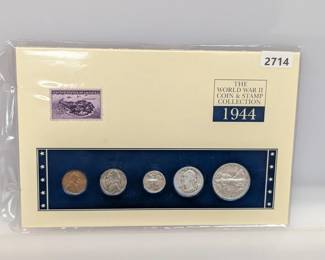 2714
THE
WORLD WAR II
COIN & STAMP
COLLECTION
1944